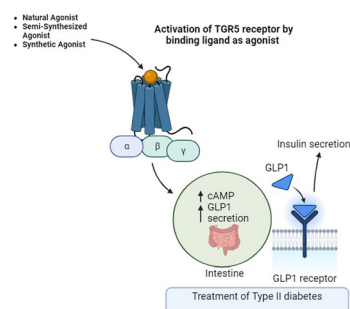 • Natural Agonist
• Semi-Synthesized
Agonist
• Synthetic Agonist
Activation of TGR5 receptor by
binding ligand as agonist
α
β
γ
cAMP
GLP1
secretion
Intestine
Insulin secretion
GLP1
GLP1 receptor
Treatment of Type II diabetes